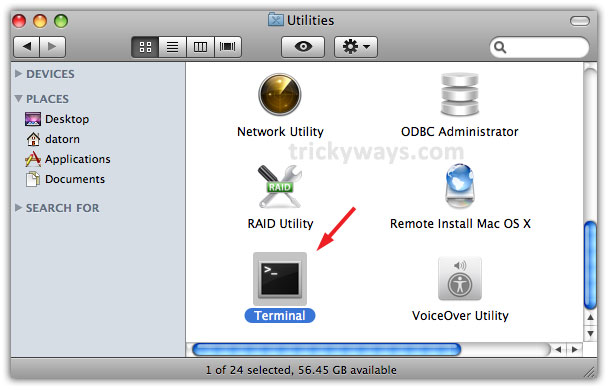 Utilities
DEVICES
PLACES
Desktop
datorn
Applications
Documents
SEARCH FOR
Network Utility
ODBC Administrator
trickyways.com
RAID
RAID Utility
Remote Install Mac OS X
>_
Terminal
VoiceOver Utility
1 of 24 selected, 56.45 GB available